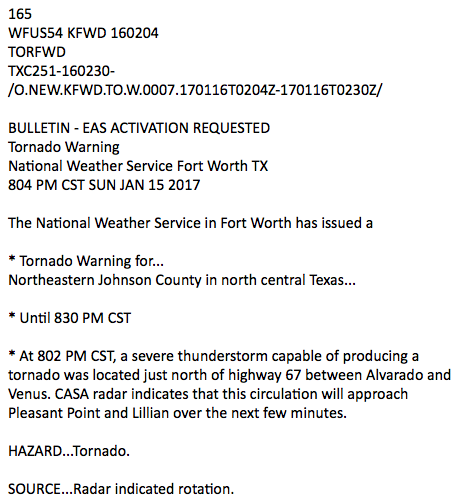 165
WFUS54 KFWD 160204
TORFWD
TXC251-160230-
/O.NEW.KFWD.TO.W.0007.170116T0204Z-170116T0230Z/

BULLETIN - EAS ACTIVATION REQUESTED
Tornado Warning
National Weather Service Fort Worth TX
804 PM CST SUN JAN 15 2017

The National Weather Service in Fort Worth has issued a

* Tornado Warning for...
Northeastern Johnson County in north central Texas...

* Until 830 PM CST

* At 802 PM CST, a severe thunderstorm capable of producing a
tornado was located just north of highway 67 between Alvarado and
Venus. CASA radar indicates that this circulation will approach
Pleasant Point and Lillian over the next few minutes.

HAZARD...Tornado.

SOURCE...Radar indicated rotation.